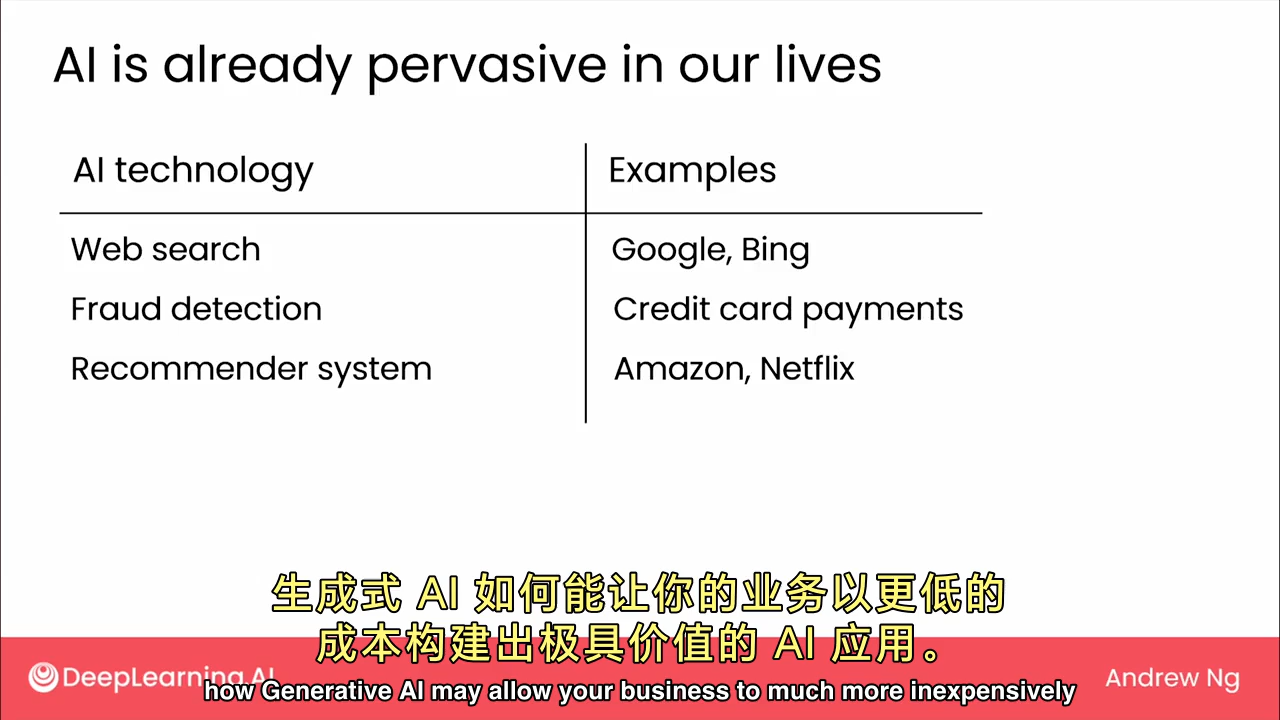 AI is already pervasive in our lives
AI technology
Examples
Web search
Google, Bing
Fraud detection
Credit card payments
Recommender system
Amazon, Netflix
生成式 AI 如何能让你的业务以更低的
成本构建出极具价值的 AI 应用。
DeepLearning.AI
how Generative AI may allow your business to much more inexpensively
Andrew Ng